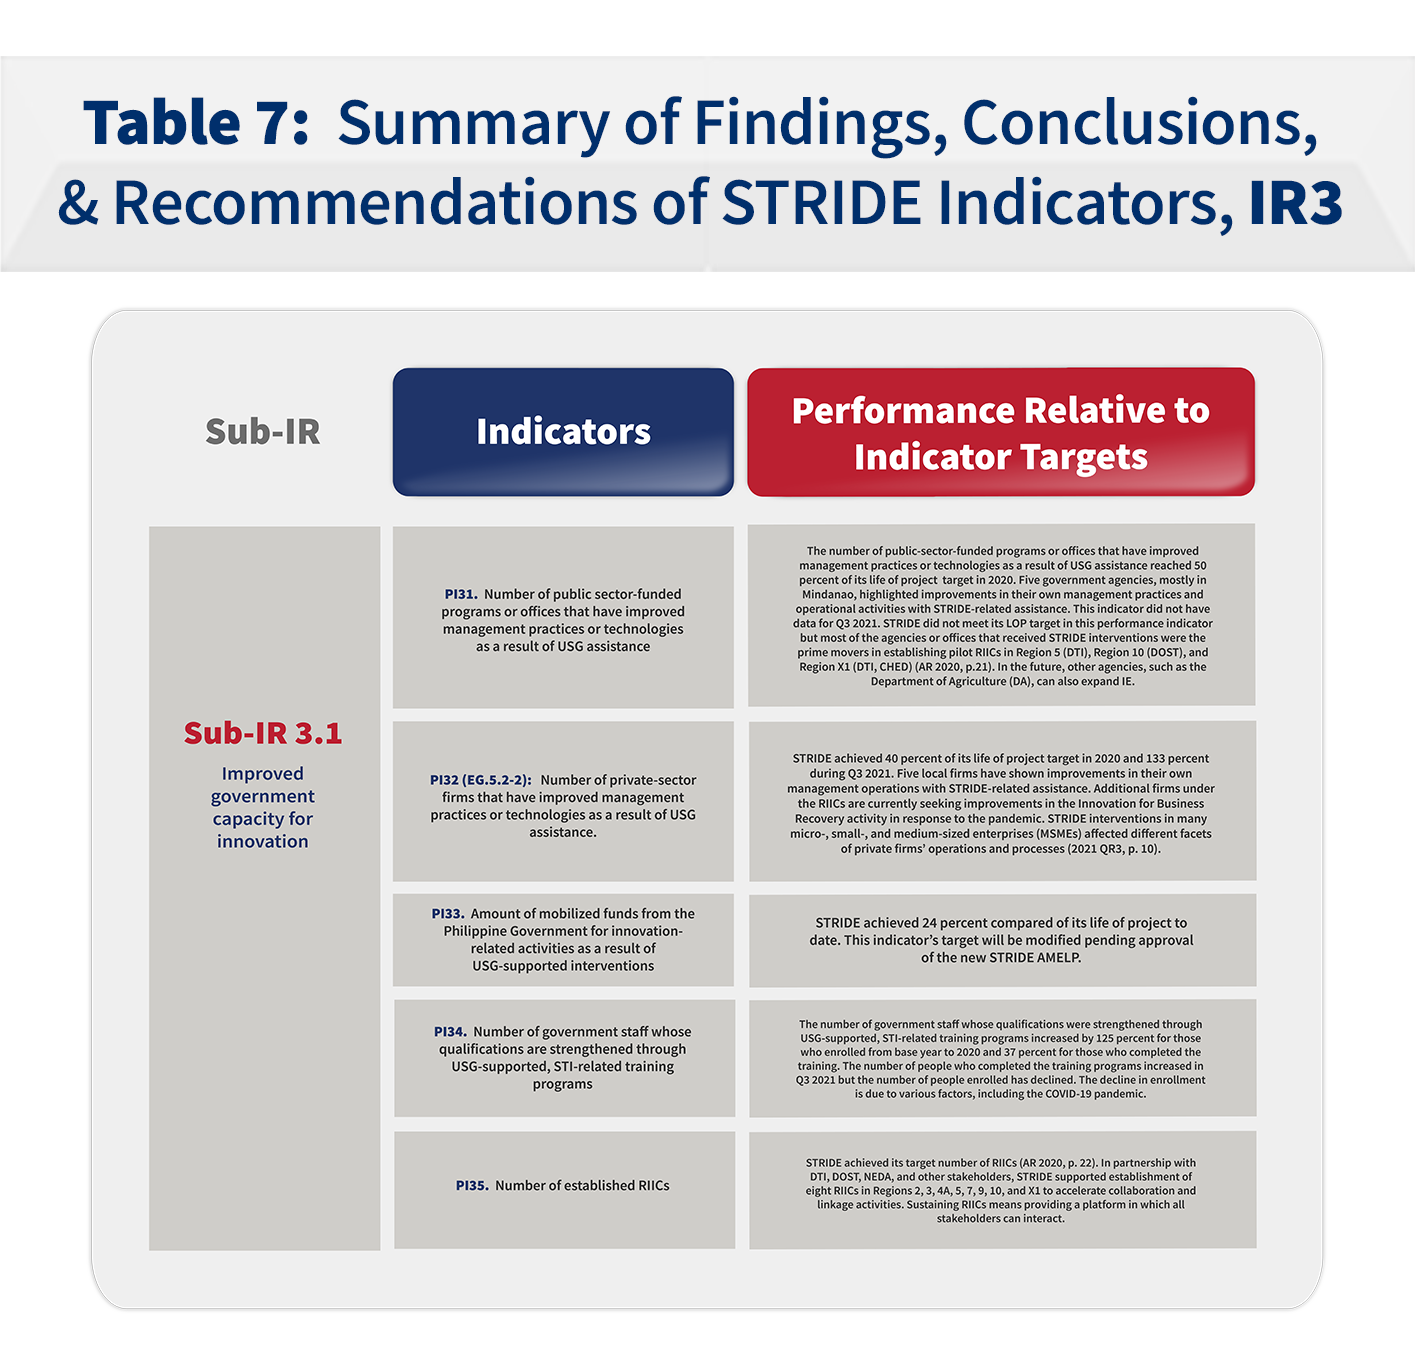 Table 7: Summary of Findings, Conclusions,
& Recommendations of STRIDE Indicators, IR3
Sub-IR
Indicators
Performance Relative to
Indicator Targets
Sub-IR 3.1
Improved
government
capacity for
innovation
PI31. Number of public sector-funded
programs or offices that have improved
management practices or technologies
as a result of USG assistance
The number of public-sector-funded programs or offices that have improved
management practices or technologies as a result of USG assistance reached 50
percent of its life of project target in 2020. Five government agencies, mostly in
Mindanao, highlighted improvements in their own management practices and
operational activities with STRIDE-related assistance. This indicator did not have
data for Q3 2021. STRIDE did not meet its LOP target in this performance indicator
but most of the agencies or offices that received STRIDE interventions were the
prime movers in establishing pilot RIICs in Region 5 (DTI), Region 10 (DOST), and
Region X1 (DTI, CHED) (AR 2020, p.21). In the future, other agencies, such as the
Department of Agriculture (DA), can also expand IE.
PI32 (EG.5.2-2): Number of private-sector
firms that have improved management
practices or technologies as a result of USG
assistance.
STRIDE achieved 40 percent of its life of project target in 2020 and 133 percent
during Q3 2021. Five local firms have shown improvements in their own
management operations with STRIDE-related assistance. Additional firms under
the RIICs are currently seeking improvements in the Innovation for Business
Recovery activity in response to the pandemic. STRIDE interventions in many
micro-, small-, and medium-sized enterprises (MSMEs) affected different facets
of private firms’ operations and processes (2021 QR3, p. 10).
PI33. Amount of mobilized funds from the
Philippine Government for innovation-
related activities as a result of
USG-supported interventions
STRIDE achieved 24 percent compared of its life of project to
date. This indicator’s target will be modified pending approval
of the new STRIDE AMELP.
PI34. Number of government staff whose
qualifications are strengthened through
USG-supported, STI-related training
programs
The number of government staff whose qualifications were strengthened through
USG-supported, STI-related training programs increased by 125 percent for those
who enrolled from base year to 2020 and 37 percent for those who completed the
training. The number of people who completed the training programs increased in
Q3 2021 but the number of people enrolled has declined. The decline in enrollment
is due to various factors, including the COVID-19 pandemic.
PI35. Number of established RIICs
STRIDE achieved its target number of RIICs (AR 2020, p. 22). In partnership with
DTI, DOST, NEDA, and other stakeholders, STRIDE supported establishment of
eight RIICs in Regions 2, 3, 4A, 5, 7, 9, 10, and X1 to accelerate collaboration and
linkage activities. Sustaining RIICs means providing a platform in which all
stakeholders can interact.